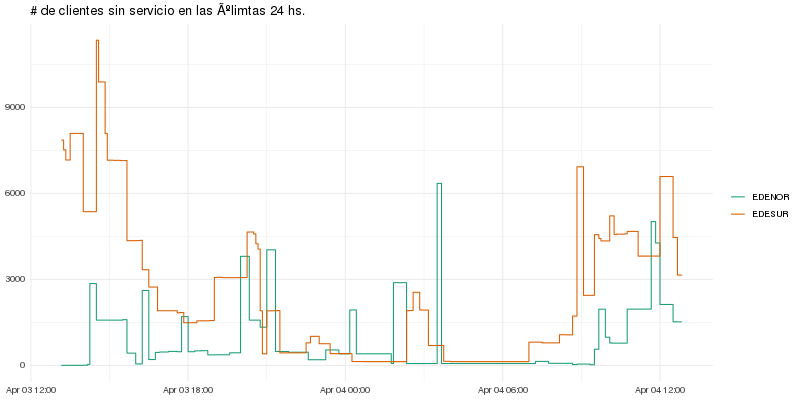 # de clientes sin servicio en las Ãºlimtas 24 hs.
9000
6000
3000
0
Apr 03 12:00
Apr 03 18:00
Apr 04 00:00
Apr 04 06:00
Apr 04 12:00
EDENOR
EDESUR